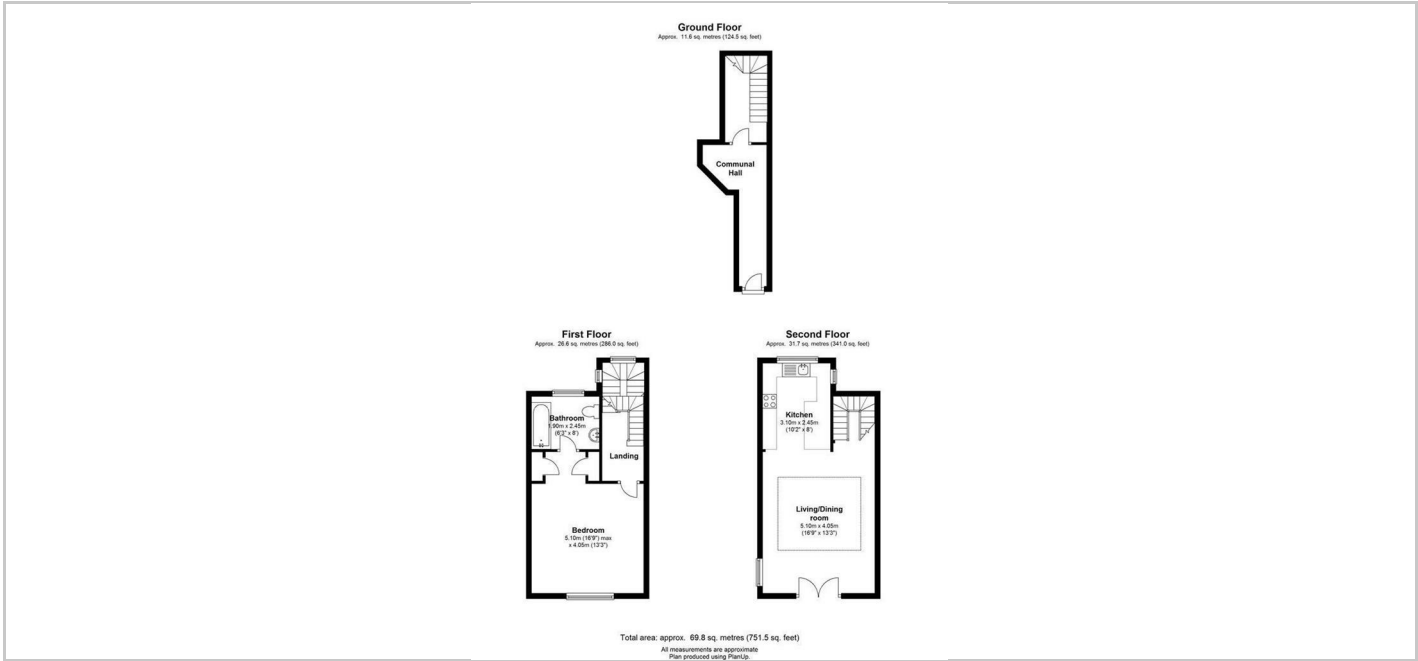 Ground Floor
Approx. 11.6 sq. metres (124.5 sq. feet)
Communal
Hall
First Floor
Approx. 26.6 sq. metres (286.0 sq. feet)
Bathroom
1.90m x 2.45m
(6'3" x 8')
Landing
Bedroom
5.10m (16'9") max
x 4.05m (13'3")
Second Floor
Approx. 31.7 sq. metres (341.0 sq. feet)
Kitchen
3.10m x 2.45m
(10'2" x 8')
Living/Dining
room
5.10m x 4.05m
(16'9" x 13'3")
Total area: approx. 69.8 sq. metres (751.5 sq. feet)
All measurements are approximate
Plan produced using PlanUp.